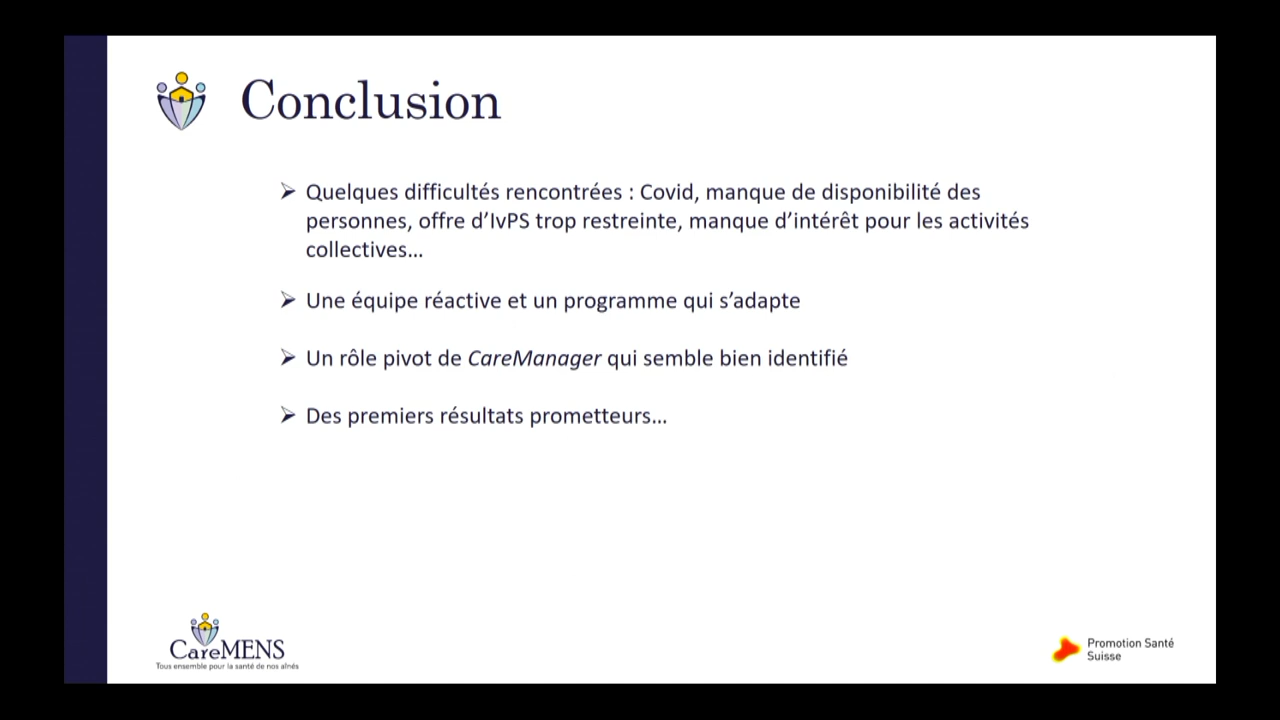 Conclusion
➢ Quelques difficultés rencontrées : Covid, manque de disponibilité des
personnes, offre d’IvPS trop restreinte, manque d’intérêt pour les activités
collectives…
➢ Une équipe réactive et un programme qui s’adapte
➢ Un rôle pivot de CareManager qui semble bien identifié
➢ Des premiers résultats prometteurs…
CareMENS
Tous ensemble pour la santé de nos aînés
Promotion Santé
Suisse